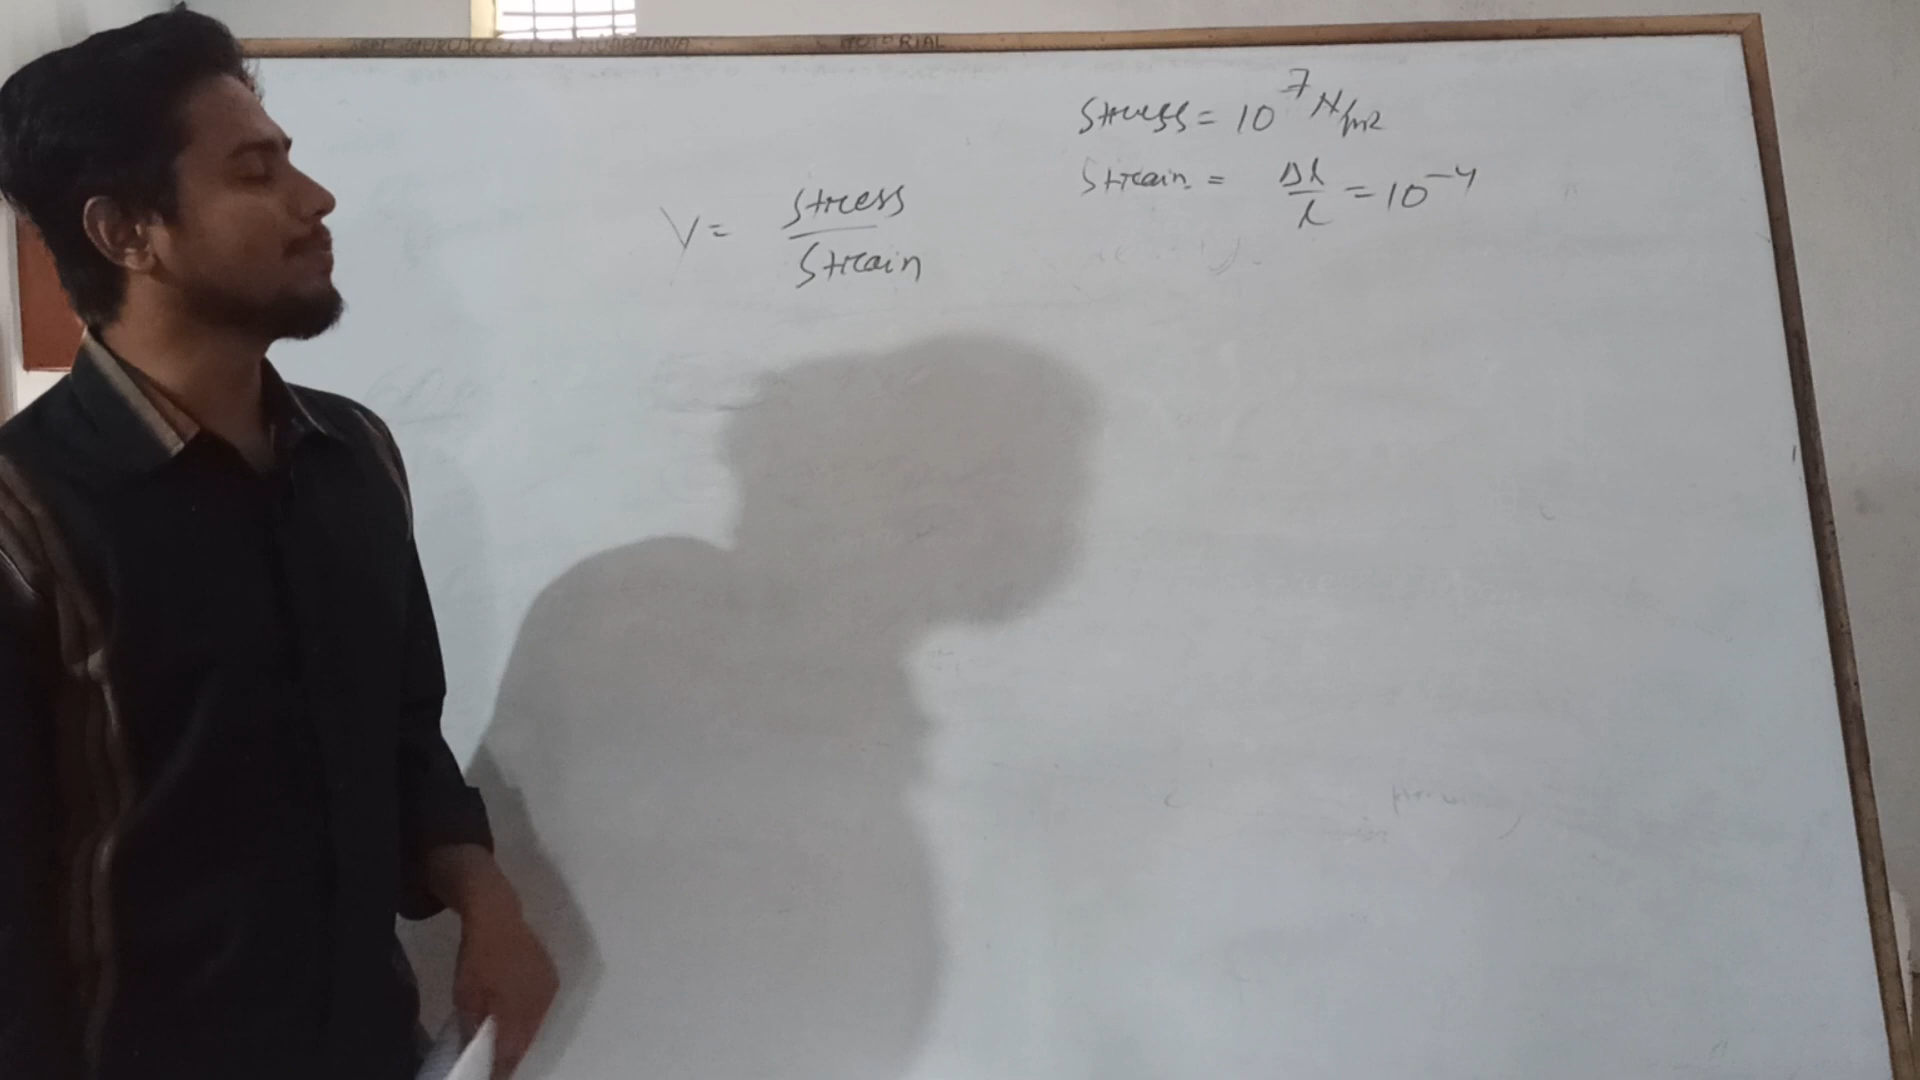 Stress = 10^7 N/m2
Strain = Δl/l = 10^-4
Y = Stress/Strain